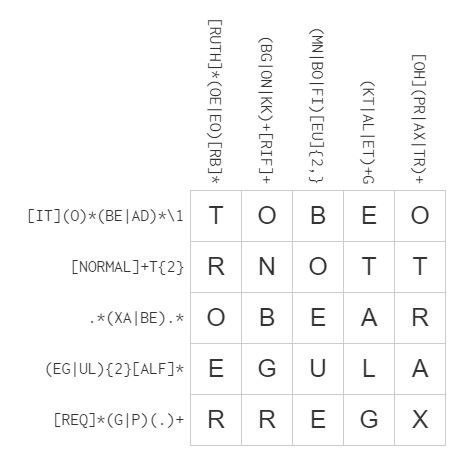 [RUTH]*(OE|EO)[RB]*
(BG|ON|KK)+[RIF]+
(MN|BO|FI)[EU]{2,}
(KT|AL|ET)+G
[OH](PR|AX|TR)+
[IT](O)*(BE|AD)*\1 T O B E O
[NORMAL]+T{2} R N O T T
.*(XA|BE).* O B E A R
(EG|UL){2}[ALF]* E G U L A
[REQ]*(G|P)(.)+ R R E G X